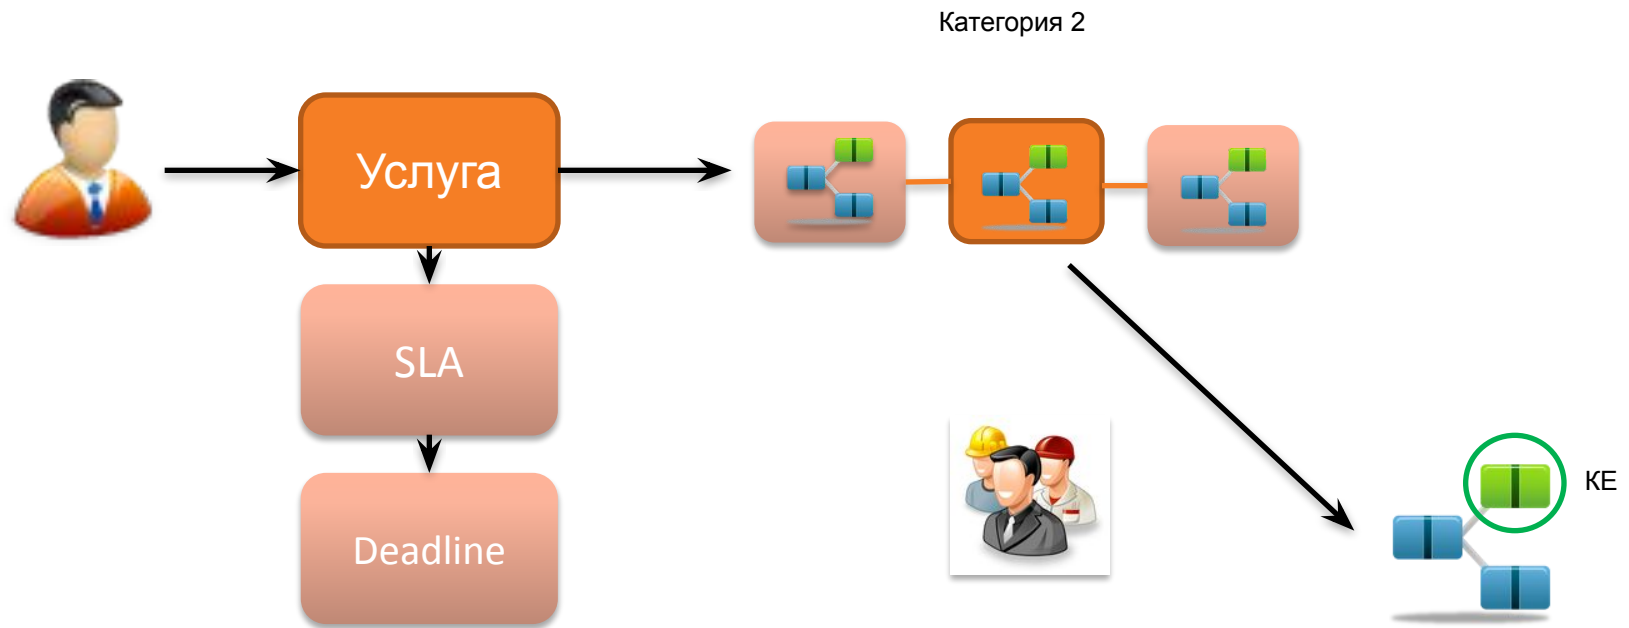 Категория 2
Услуга
SLA
Deadline
КЕ